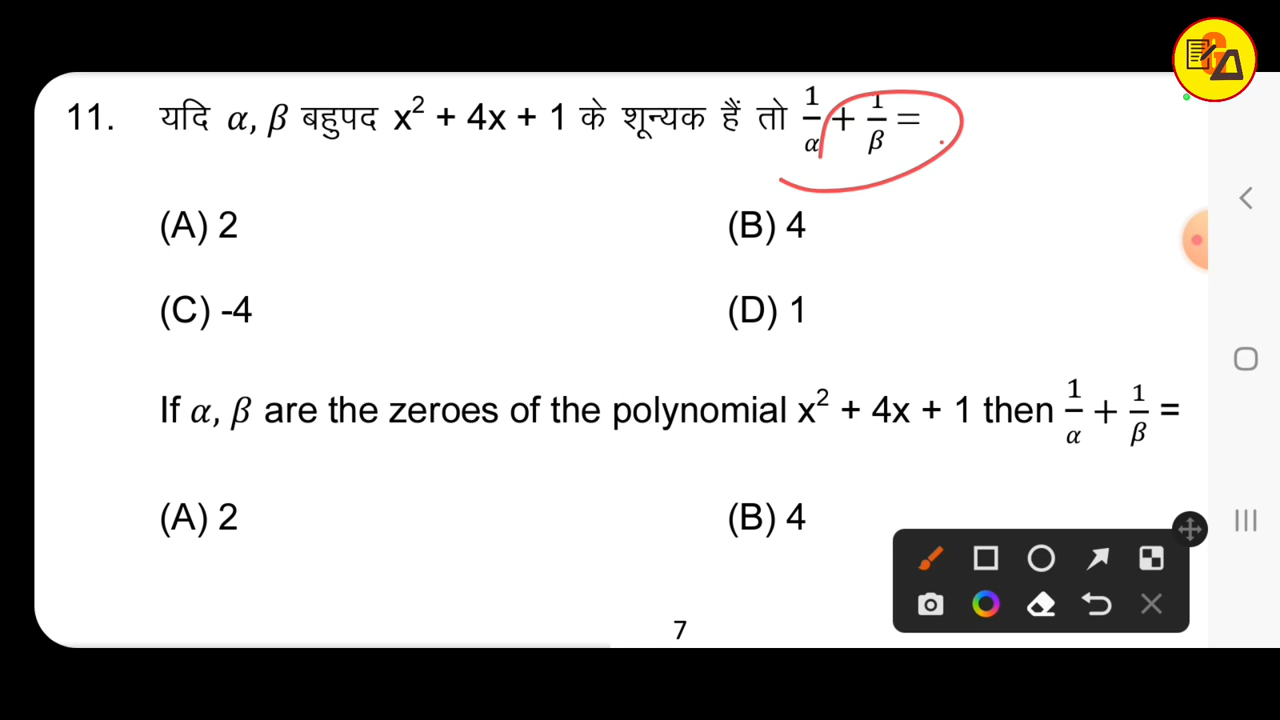 11. यदि α, β बहुपद x² + 4x + 1 के शून्यक हैं तो 1/α + 1/β =
(A) 2 (B) 4
(C) -4 (D) 1
If α, β are the zeroes of the polynomial x² + 4x + 1 then 1/α + 1/β =
(A) 2 (B) 4
7